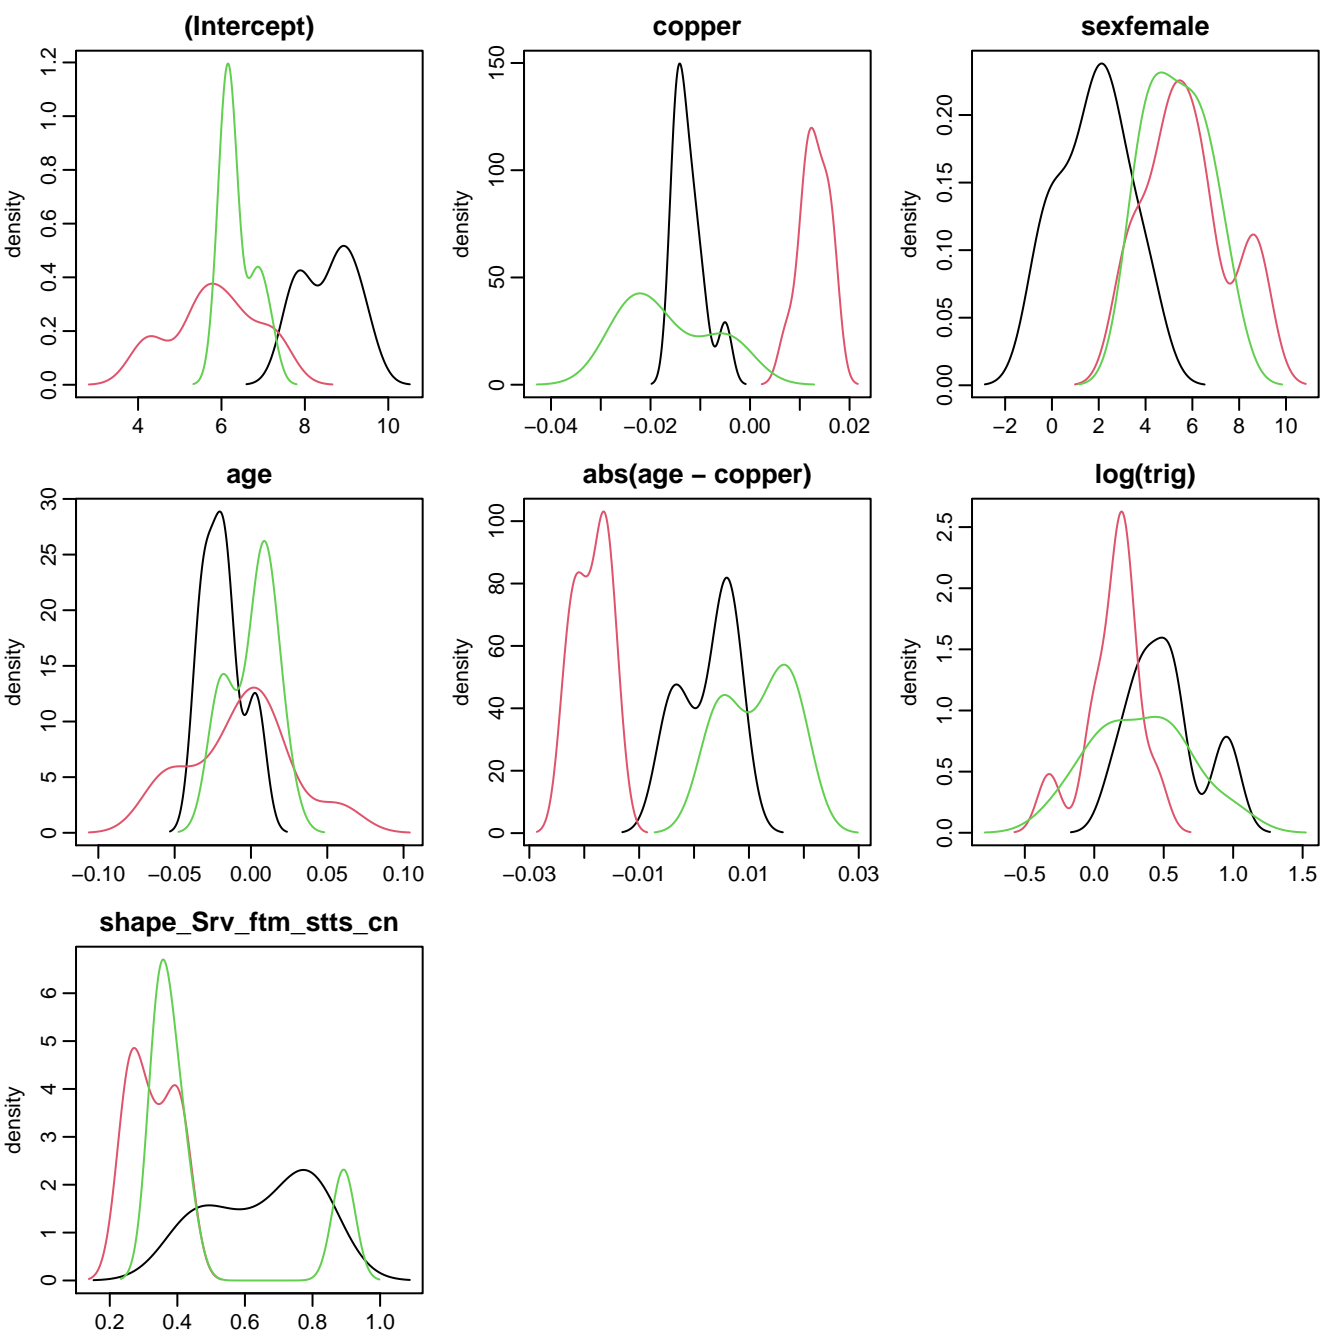 (Intercept)
density
0.0 0.2 0.4 0.6 0.8 1.0 1.2
4 6 8 10
copper
density
0 50 100 150
−0.04 −0.02 0.00 0.02
sexfemale
density
0.00 0.05 0.10 0.15 0.20
−2 0 2 4 6 8 10
age
density
0 5 10 15 20 25 30
−0.10 −0.05 0.00 0.05 0.10
abs(age − copper)
density
0 20 40 60 80 100
−0.03 −0.01 0.01 0.03
log(trig)
density
0.0 0.5 1.0 1.5 2.0 2.5
−0.5 0.0 0.5 1.0 1.5
shape_Srv_ftm_stts_cn
density
0 1 2 3 4 5 6
0.2 0.4 0.6 0.8 1.0